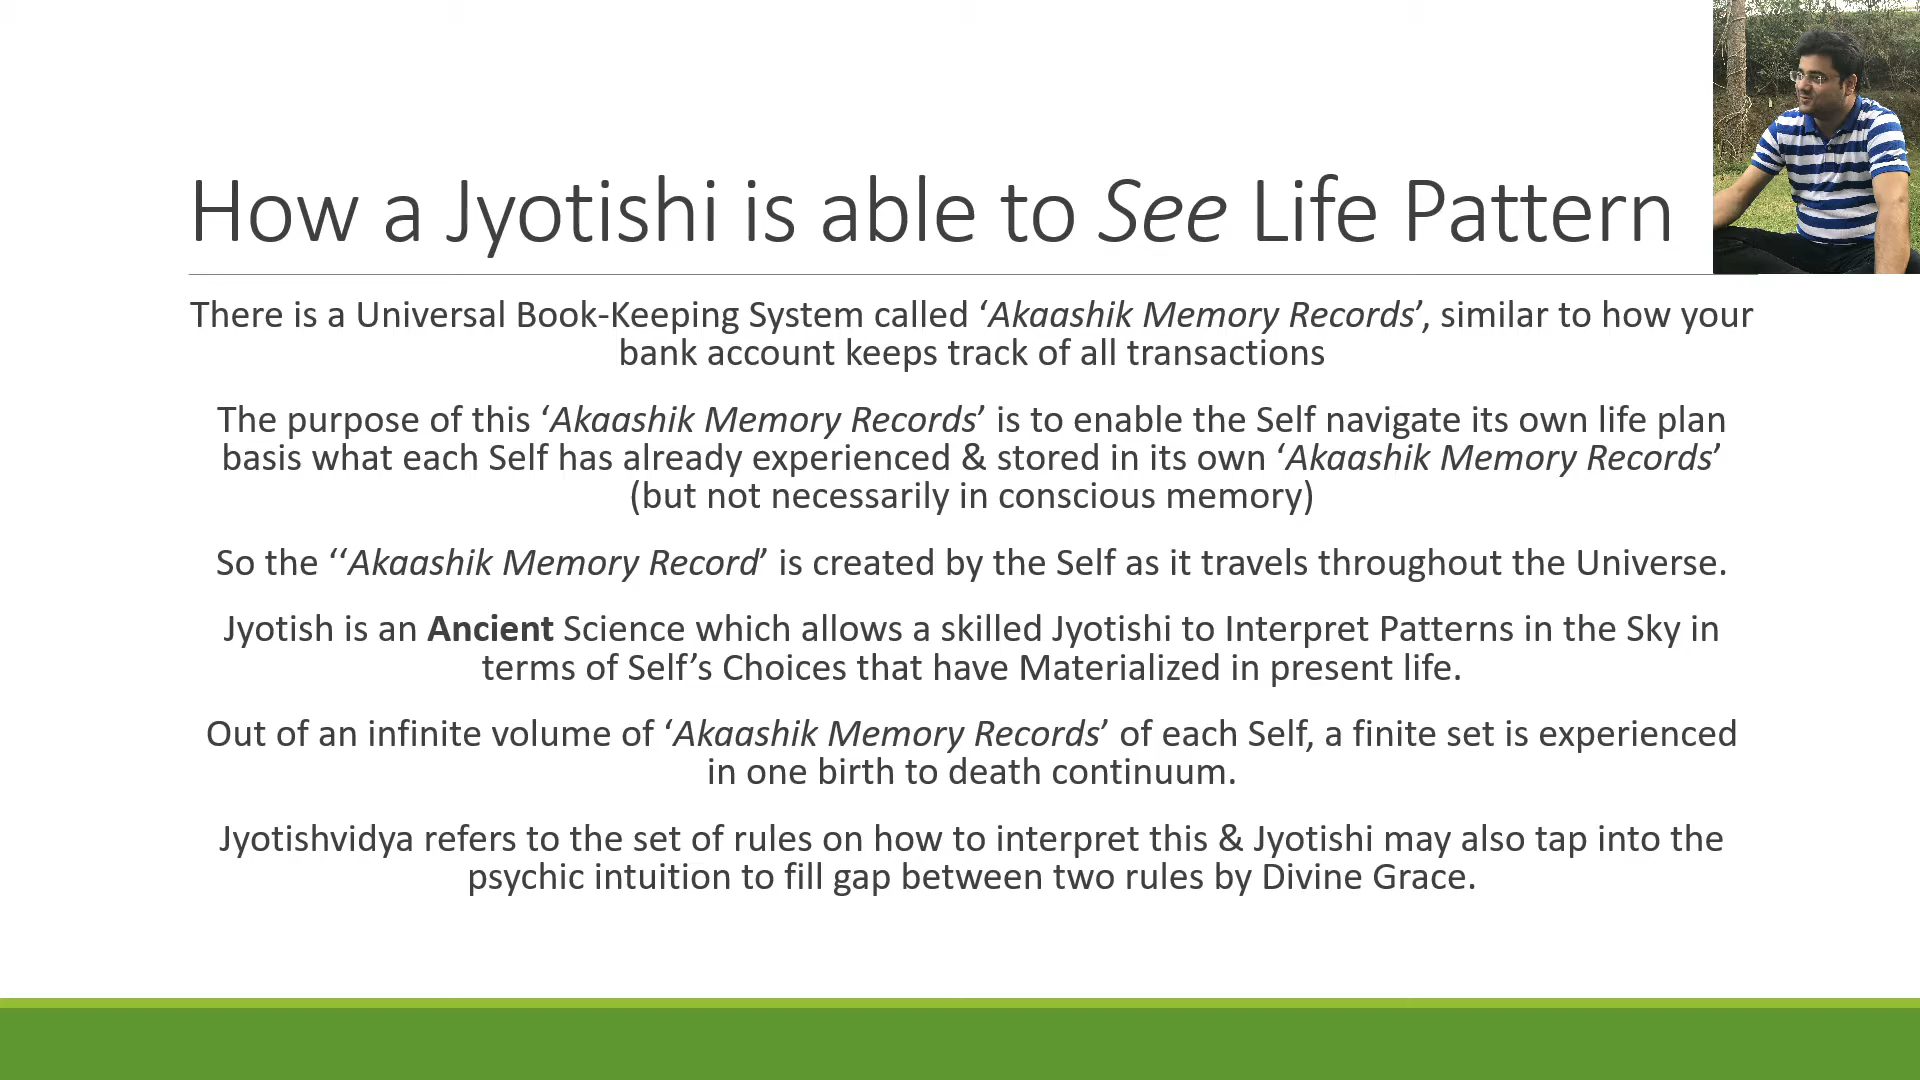 How a Jyotishi is able to See Life Pattern
There is a Universal Book-Keeping System called ‘Akaashik Memory Records’, similar to how your
bank account keeps track of all transactions
The purpose of this ‘Akaashik Memory Records’ is to enable the Self navigate its own life plan
basis what each Self has already experienced & stored in its own ‘Akaashik Memory Records’
(but not necessarily in conscious memory)
So the ‘‘Akaashik Memory Record’ is created by the Self as it travels throughout the Universe.
Jyotish is an Ancient Science which allows a skilled Jyotishi to Interpret Patterns in the Sky in
terms of Self’s Choices that have Materialized in present life.
Out of an infinite volume of ‘Akaashik Memory Records’ of each Self, a finite set is experienced
in one birth to death continuum.
Jyotishvidya refers to the set of rules on how to interpret this & Jyotishi may also tap into the
psychic intuition to fill gap between two rules by Divine Grace.